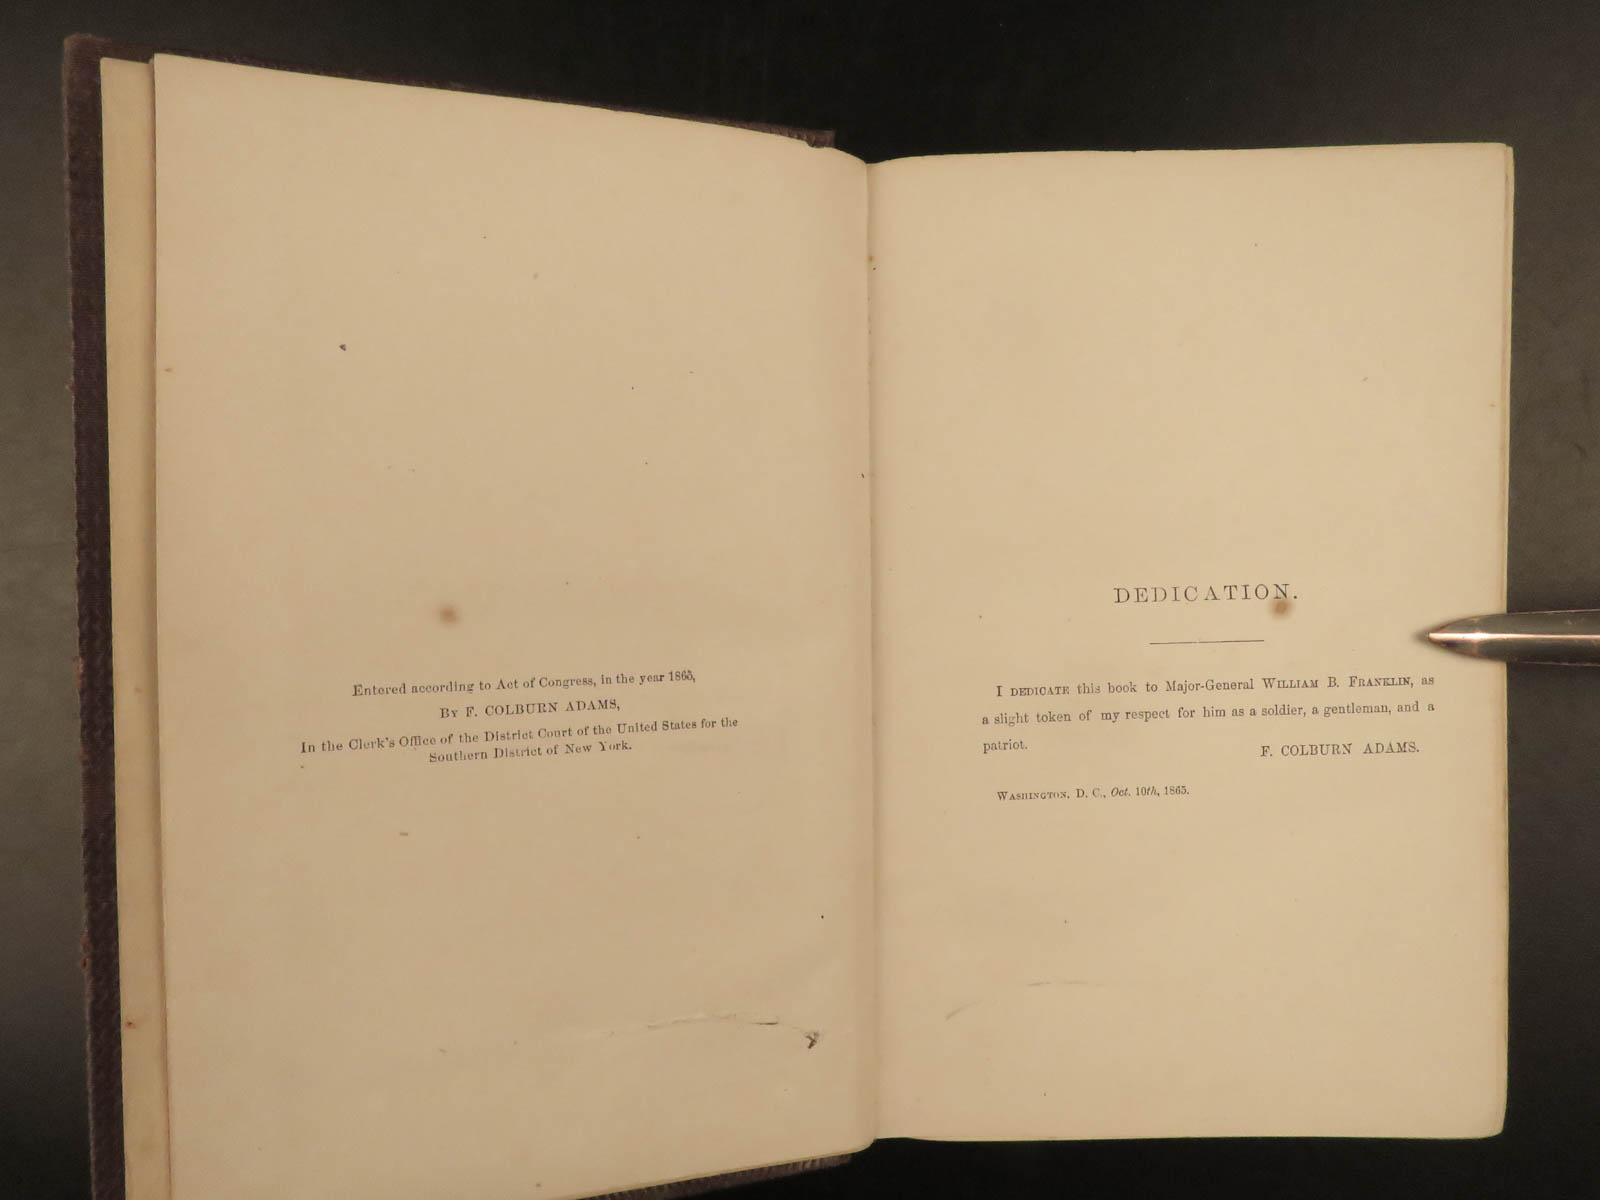 Entered according to Act of Congress, in the year 1865,
By F. COLBURN ADAMS,
In the Clerk's Office of the District Court of the United States for the
Southern District of New York.
DEDICATION.
I DEDICATE this book to Major-General WILLIAM B. FRANKLIN, as
a slight token of my respect for him as a soldier, a gentleman, and a
patriot.
F. COLBURN ADAMS.
WASHINGTON, D. C., Oct. 10th, 1865.